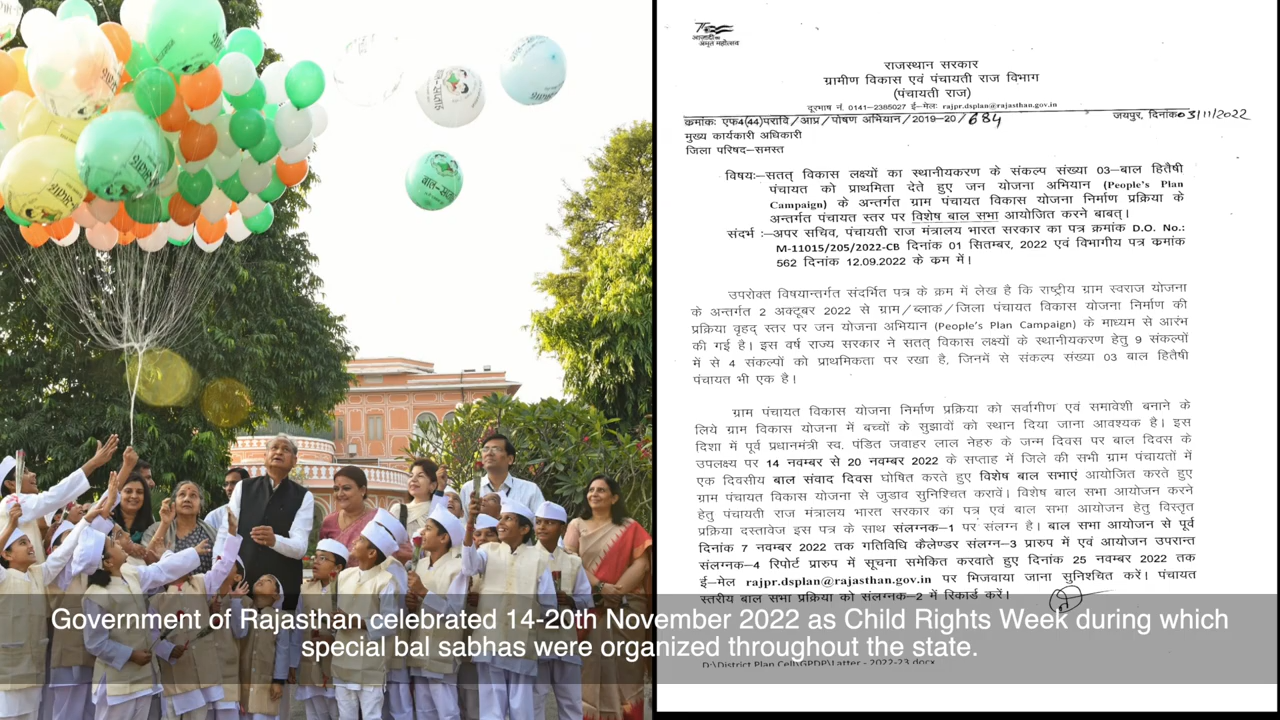 बाल-सत्र
आज़ादी का
अमृत महोत्सव
राजस्थान सरकार
ग्रामीण विकास एवं पंचायती राज विभाग
(पंचायती राज)
दूरभाष नं. 0141-2385027 ई-मेलः rajpr.dsplan@rajasthan.gov.in
क्रमांकः एफ4(44)परावि/आप्र/पोषण अभियान/2019-20/684
जयपुर, दिनांक 03/11/2022
मुख्य कार्यकारी अधिकारी
जिला परिषद-समस्त
विषयः-सतत् विकास लक्ष्यों का स्थानीयकरण के संकल्प संख्या 03-बाल हितैषी
पंचायत को प्राथमिता देते हुए जन योजना अभियान (People's Plan
Campaign) के अन्तर्गत ग्राम पंचायत विकास योजना निर्माण प्रक्रिया के
अन्तर्गत पंचायत स्तर पर विशेष बाल सभा आयोजित करने बाबत्।
संदर्भ :-अपर सचिव, पंचायती राज मंत्रालय भारत सरकार का पत्र क्रमांक D.O. No.:
M-11015/205/2022-CB दिनांक 01 सितम्बर, 2022 एवं विभागीय पत्र कमांक
562 दिनांक 12.09.2022 के क्रम में।
उपरोक्त विषयान्तर्गत संदर्भित पत्र के क्रम में लेख है कि राष्ट्रीय ग्राम स्वराज योजना
के अन्तर्गत 2 अक्टूबर 2022 से ग्राम/ब्लाक/जिला पंचायत विकास योजना निर्माण की
प्रक्रिया वृहद् स्तर पर जन योजना अभियान (People's Plan Campaign) के माध्यम से आरंभ
की गई है। इस वर्ष राज्य सरकार ने सतत् विकास लक्ष्यों के स्थानीयकरण हेतु 9 संकल्पों
में से 4 संकल्पों को प्राथमिकता पर रखा है, जिनमें से संकल्प संख्या 03 बाल हितैषी
पंचायत भी एक है।
ग्राम पंचायत विकास योजना निर्माण प्रक्रिया को सर्वागीण एवं समावेशी बनाने के
लिये ग्राम विकास योजना में बच्चों के सुझावों को स्थान दिया जाना आवश्यक है। इस
दिशा में पूर्व प्रधानमंत्री स्व. पंडित जवाहर लाल नेहरु के जन्म दिवस पर बाल दिवस के
उपलक्ष्य पर 14 नवम्बर से 20 नवम्बर 2022 के सप्ताह में जिले की सभी ग्राम पंचायतों में
एक दिवसीय बाल संवाद दिवस घोषित करते हुए विशेष बाल सभाएं आयोजित करते हुए
ग्राम पंचायत विकास योजना से जुडाव सुनिश्चित करावें। विशेष बाल सभा आयोजन करने
हेतु पंचायती राज मंत्रालय भारत सरकार का पत्र एवं बाल सभा आयोजन हेतु विस्तृत
प्रक्रिया दस्तावेज इस पत्र के साथ संलग्नक-1 पर संलग्न है। बाल सभा आयोजन से पूर्व
दिनांक 7 नवम्बर 2022 तक गतिविधि कैलेण्डर संलग्न-3 प्रारुप में एवं आयोजन उपरान्त
संलग्नक-4 रिपोर्ट प्रारुप में सूचना समेकित करवाते हुए दिनांक 25 नवम्बर 2022 तक
ई-मेल rajpr.dsplan@rajasthan.gov.in पर भिजवाया जाना सुनिश्चित करें। पंचायत
स्तरीय बाल सभा प्रक्रिया को संलग्नक-2 में रिकार्ड करें।
Government of Rajasthan celebrated 14-20th November 2022 as Child Rights Week during which
special bal sabhas were organized throughout the state.
D:\District Plan Cell\GPDP\Latter - 2022-23.docx